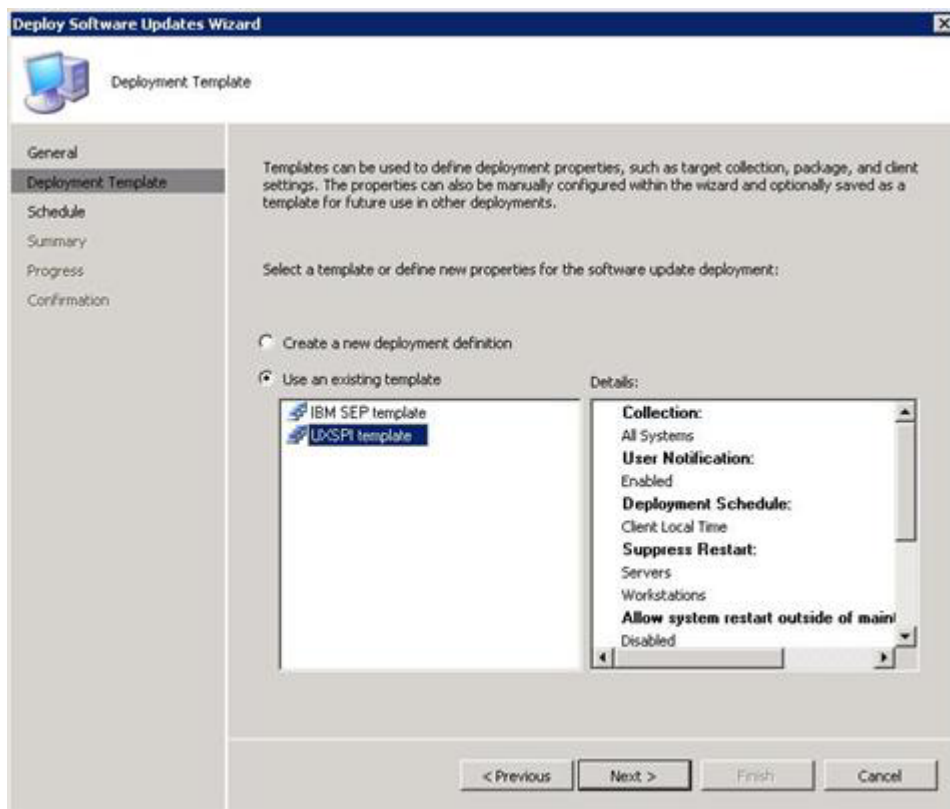 Deploy Software Updates Wizard
Deployment Template
General
Deployment Template
Schedule
Summary
Progress
Confirmation
Templates can be used to define deployment properties, such as target collection, package, and client
settings. The properties can also be manually configured within the wizard and optionally saved as a
template for future use in other deployments.
Select a template or define new properties for the software update deployment:
Create a new deployment definition
Use an existing template
IBM SEP template
UXSPI template
Details:
Collection:
All Systems
User Notification:
Enabled
Deployment Schedule:
Client Local Time
Suppress Restart:
Servers
Workstations
Allow system restart outside of maint
Disabled
< Previous
Next >
Finish
Cancel